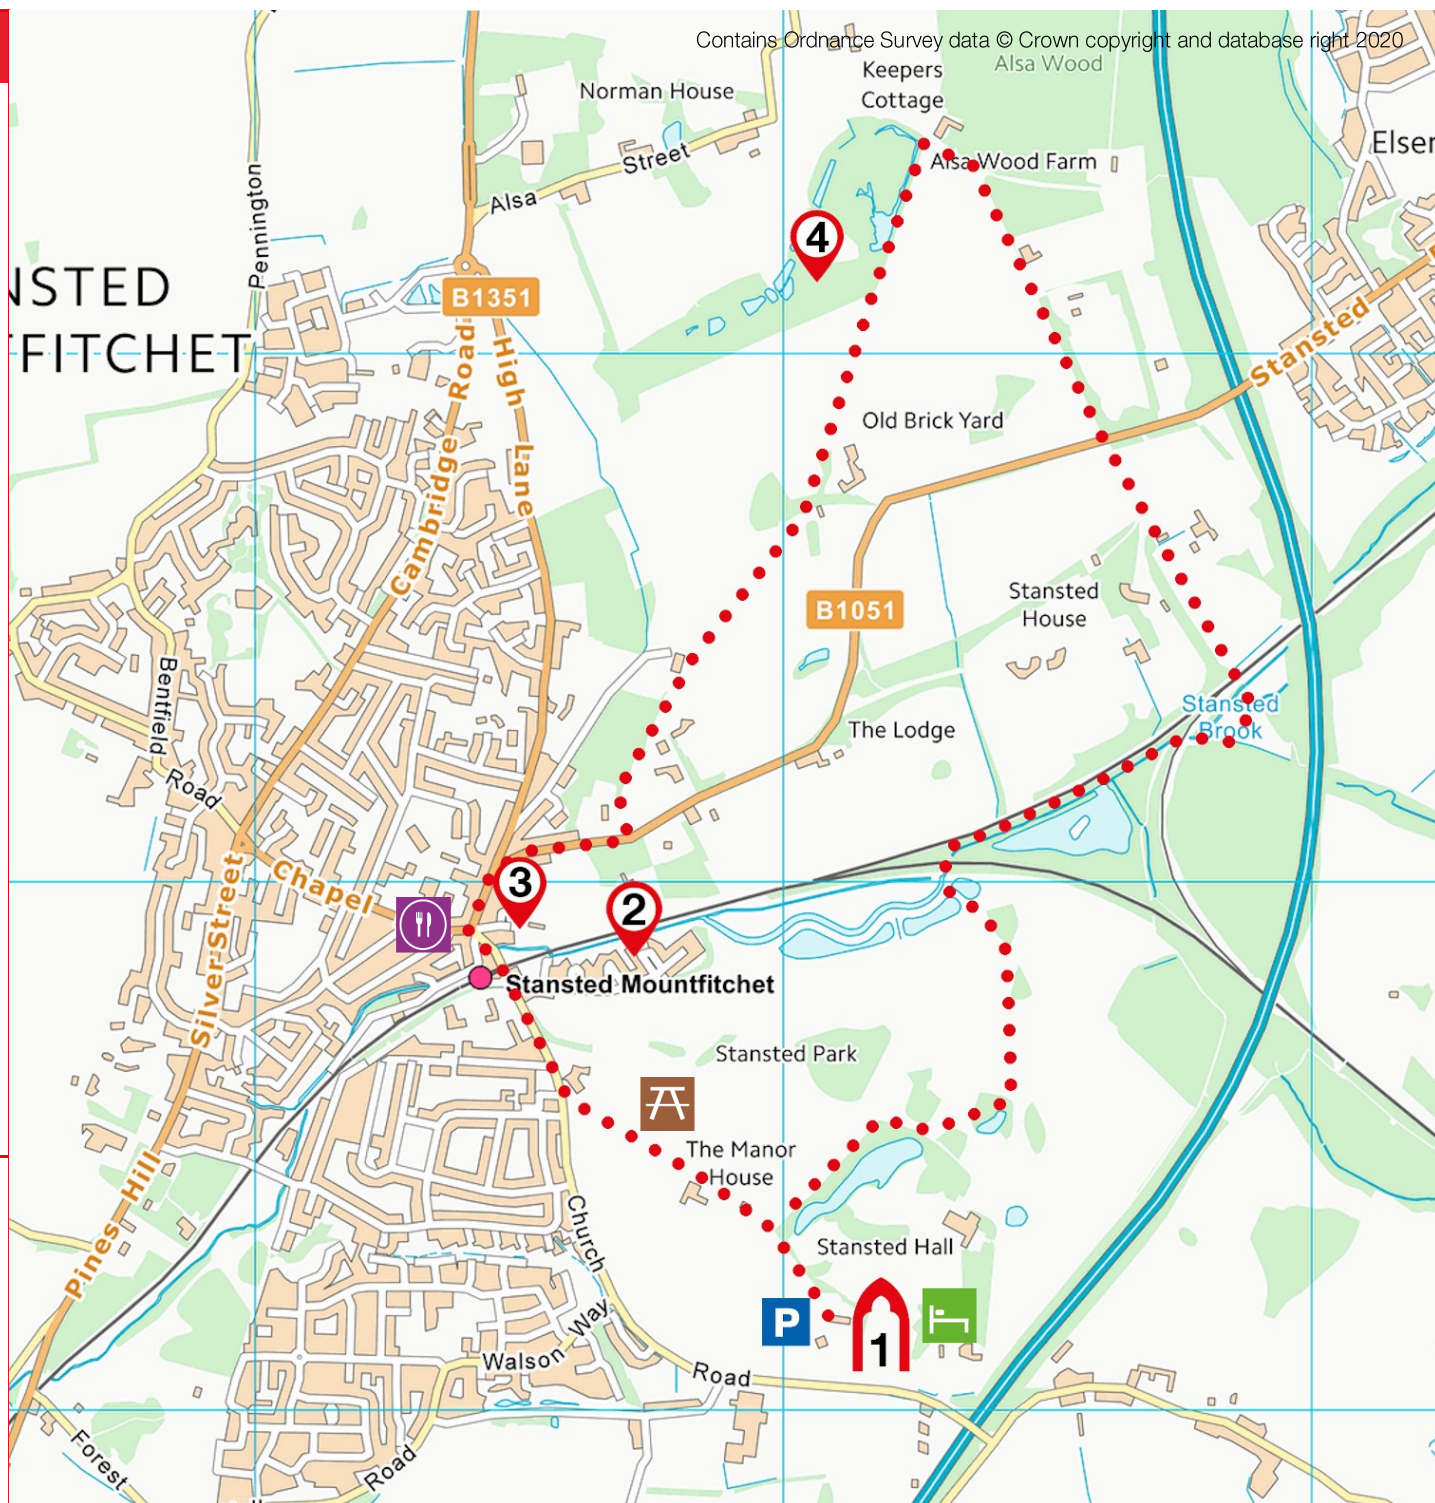 Contains Ordnance Survey data © Crown copyright and database right 2020
Alsa Wood
Keepers
Cottage
Norman House
Elsen
Alsa Street
Alsa Wood Farm
Pennington
4
NSTED
FITCHET
B1351
Stansted
Cambridge Road
High Lane
Old Brick Yard
Stansted
House
B1051
Bentfield
Road
Stansted
Brook
The Lodge
Chapel
3
2
Silver Street
Stansted Mountfitchet
Stansted Park
The Manor
House
Pines Hill
Church
Road
Stansted Hall
P
1
Walson Way
Forest
Road